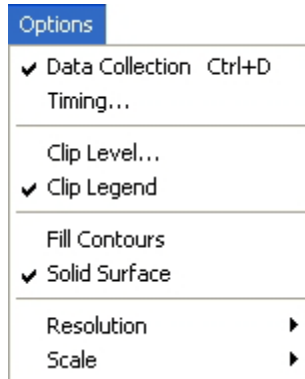 Options
Data Collection Ctrl+D
Timing...
Clip Level...
Clip Legend
Fill Contours
Solid Surface
Resolution
Scale